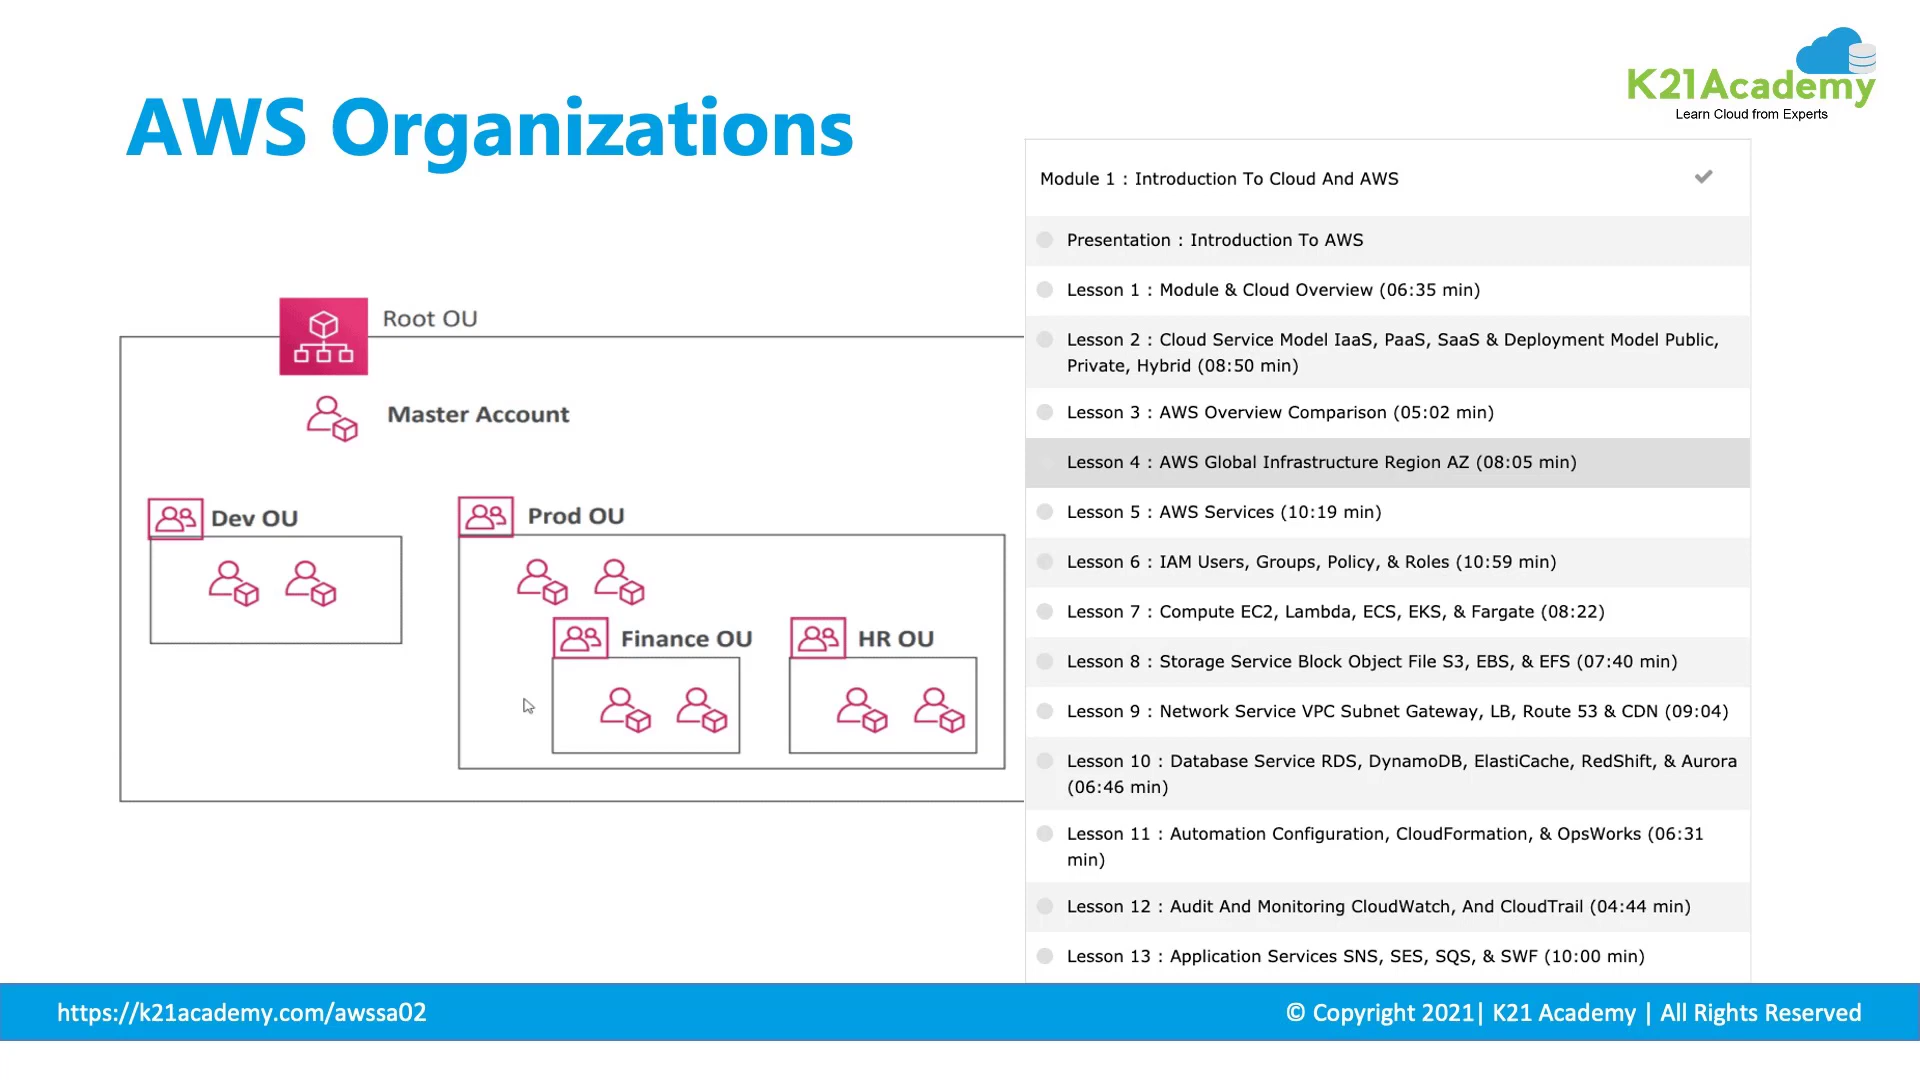 K21Academy
Learn Cloud from Experts
AWS Organizations
Root OU
Master Account
Dev OU
Prod OU
Finance OU
HR OU
Module 1 : Introduction To Cloud And AWS
Presentation : Introduction To AWS
Lesson 1 : Module & Cloud Overview (06:35 min)
Lesson 2 : Cloud Service Model IaaS, PaaS, SaaS & Deployment Model Public,
Private, Hybrid (08:50 min)
Lesson 3 : AWS Overview Comparison (05:02 min)
Lesson 4 : AWS Global Infrastructure Region AZ (08:05 min)
Lesson 5 : AWS Services (10:19 min)
Lesson 6 : IAM Users, Groups, Policy, & Roles (10:59 min)
Lesson 7 : Compute EC2, Lambda, ECS, EKS, & Fargate (08:22)
Lesson 8 : Storage Service Block Object File S3, EBS, & EFS (07:40 min)
Lesson 9 : Network Service VPC Subnet Gateway, LB, Route 53 & CDN (09:04)
Lesson 10 : Database Service RDS, DynamoDB, ElastiCache, RedShift, & Aurora
(06:46 min)
Lesson 11 : Automation Configuration, CloudFormation, & OpsWorks (06:31
min)
Lesson 12 : Audit And Monitoring CloudWatch, And CloudTrail (04:44 min)
Lesson 13 : Application Services SNS, SES, SQS, & SWF (10:00 min)
https://k21academy.com/awssa02
© Copyright 2021| K21 Academy | All Rights Reserved